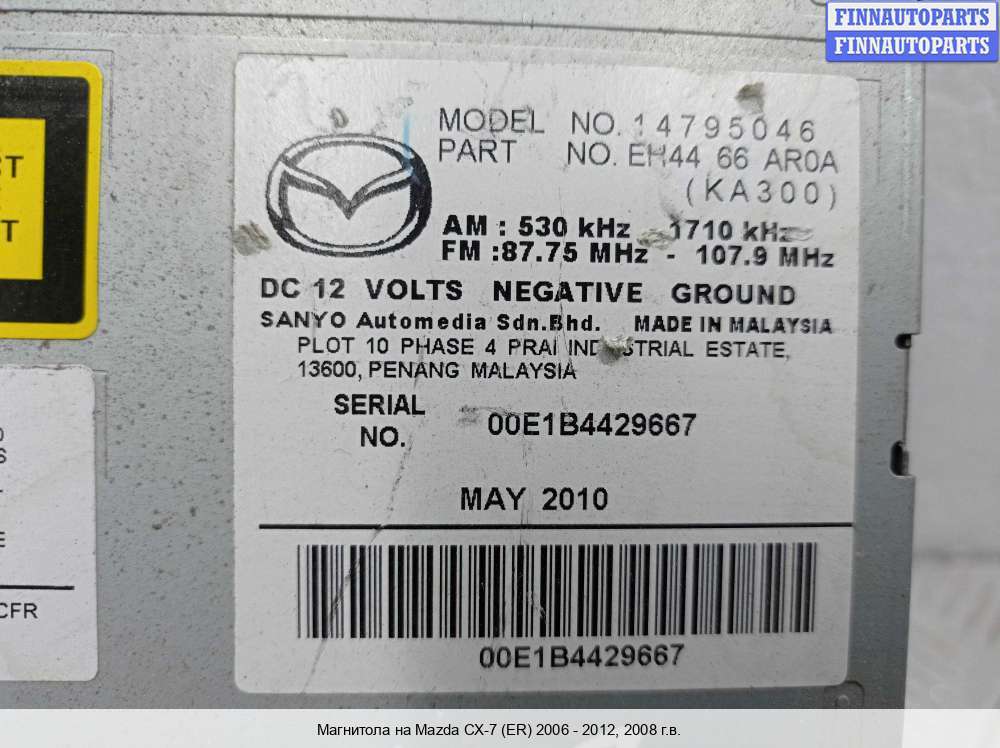 FINNAUTOPARTS
FINNAUTOPARTS
MODEL NO. 14795046
PART NO. EH44 66 AR0A
(KA300)
AM : 530 kHz 1710 kHz
FM :87.75 MHz - 107.9 MHz
DC 12 VOLTS NEGATIVE GROUND
SANYO Automedia Sdn.Bhd. MADE IN MALAYSIA
PLOT 10 PHASE 4 PRAI INDUSTRIAL ESTATE,
13600, PENANG MALAYSIA
SERIAL
NO. 00E1B4429667
MAY 2010
00E1B4429667
CFR
Магнитола на Mazda CX-7 (ER) 2006 - 2012, 2008 г.в.